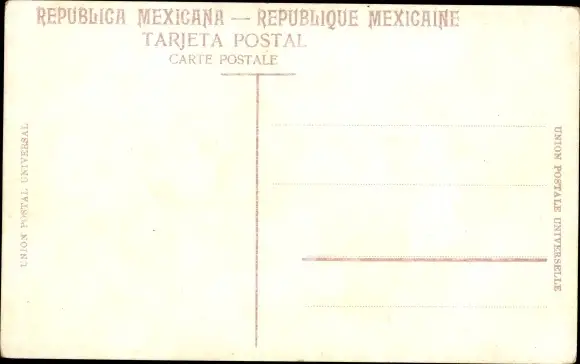 REPUBLICA MEXICANA — REPUBLIQUE MEXICAINE
TARJETA POSTAL
CARTE POSTALE
UNION POSTAL UNIVERSAL
UNION POSTALE UNIVERSELLE